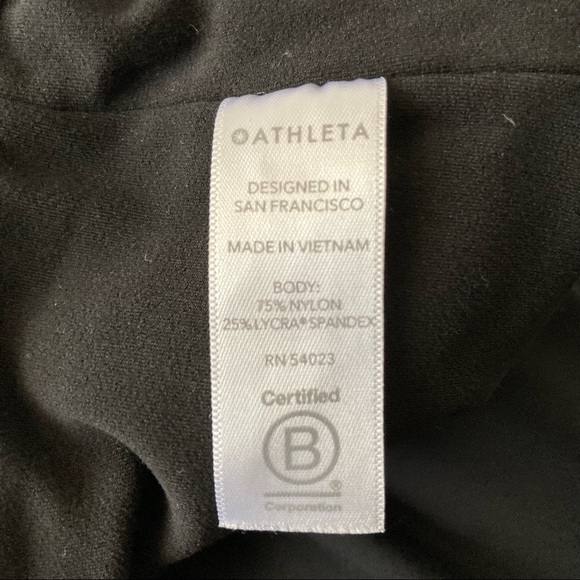 ATHLETA
DESIGNED IN
SAN FRANCISCO
MADE IN VIETNAM
BODY:
75% NYLON
25% LYCRA® SPANDEX
RN 54023
Certified
B
®
Corporation